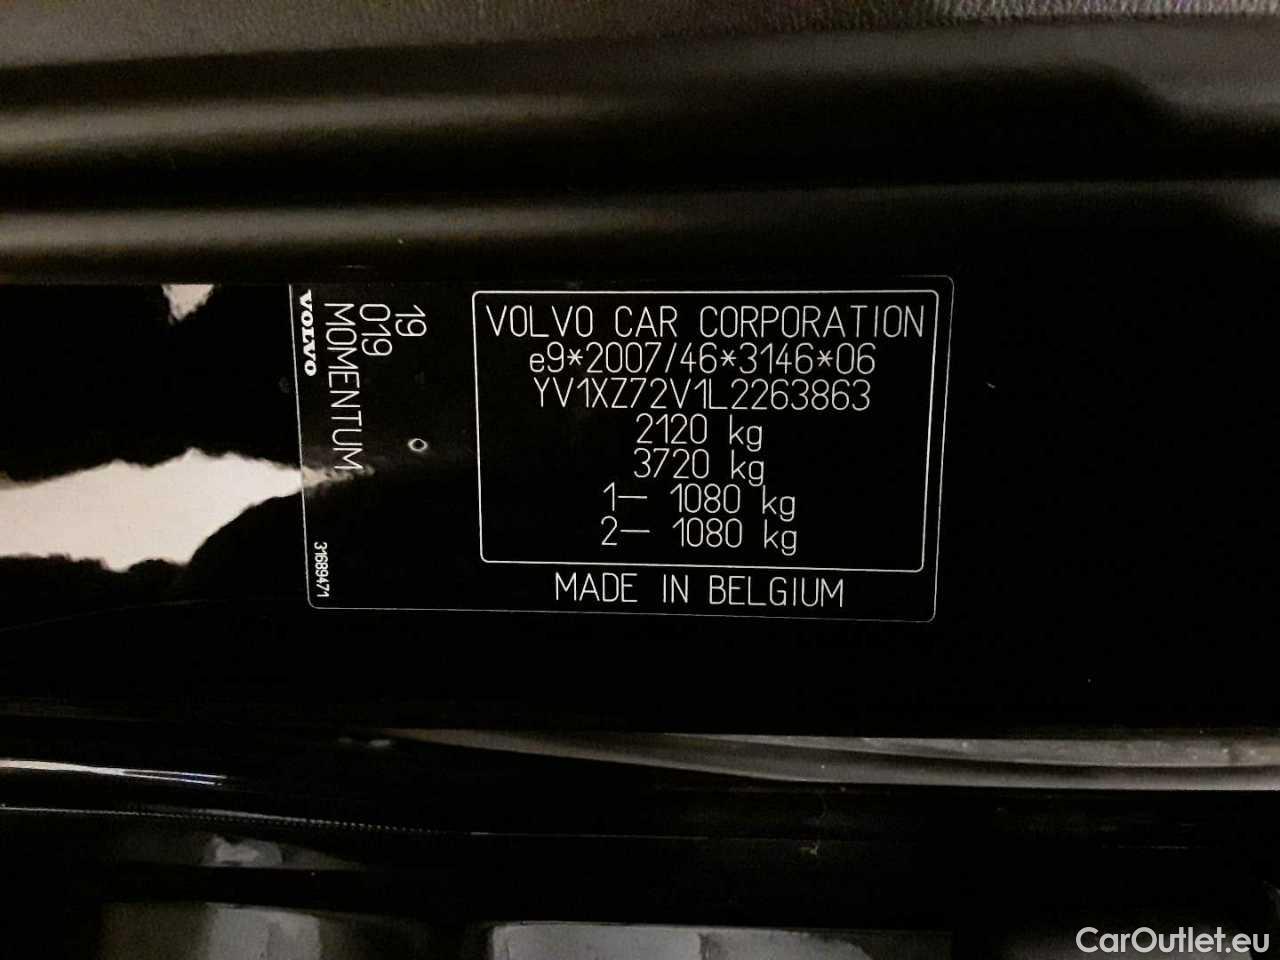 VOLVO
MOMENTUM
019
19
31689471
VOLVO CAR CORPORATION
e9*2007/46*3146*06
YV1XZ72V1L2263863
2120 kg
3720 kg
1— 1080 kg
2— 1080 kg
MADE IN BELGIUM
CarOutlet.eu